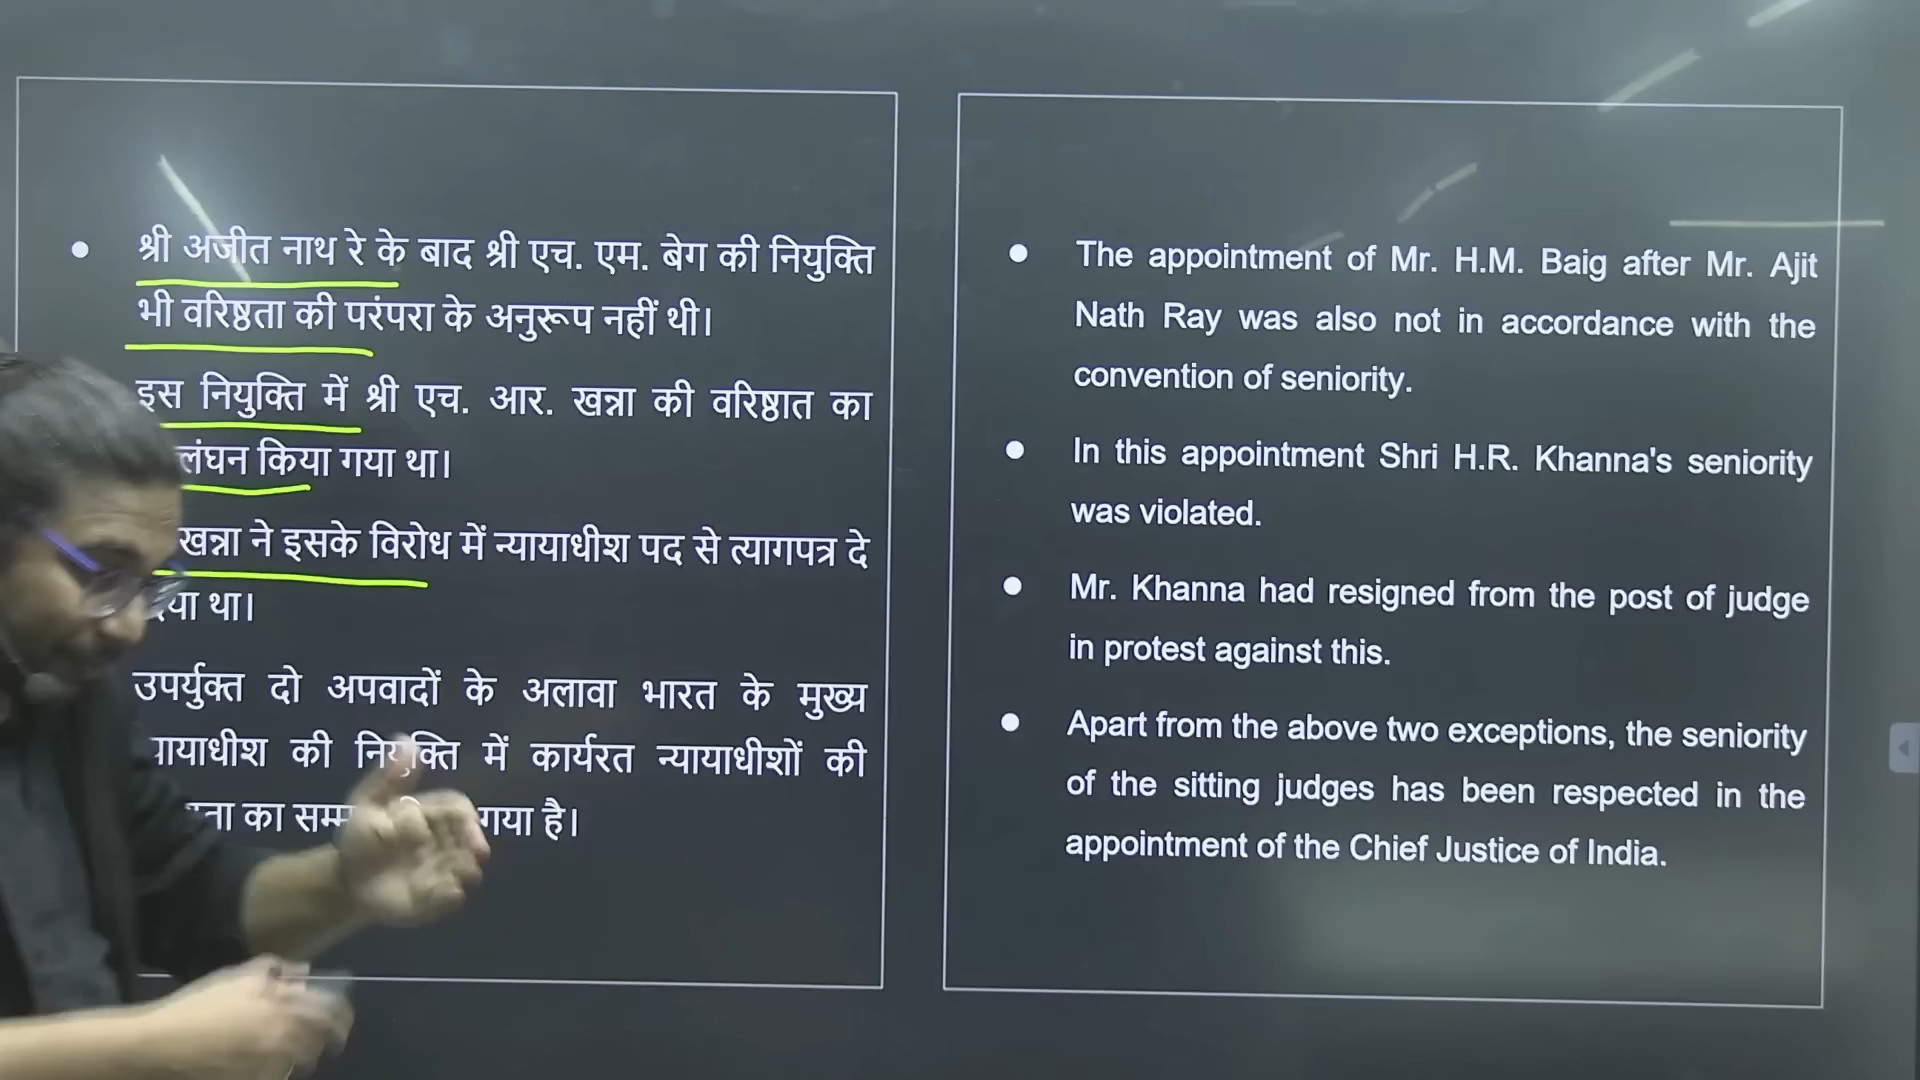 श्री अजीत नाथ रे के बाद श्री एच. एम. बेग की नियुक्ति
भी वरिष्ठता की परंपरा के अनुरूप नहीं थी।
इस नियुक्ति में श्री एच. आर. खन्ना की वरिष्ठात का
किया गया था।
खन्ना ने इसके विरोध में न्यायाधीश पद से त्यागपत्र दे
था।
उपर्युक्त दो अपवादों के अलावा भारत के मुख्य
की नियुक्ति में कार्यरत न्यायाधीशों की
का गया है।
The appointment of Mr. H.M. Baig after Mr. Ajit
Nath Ray was also not in accordance with the
convention of seniority.
In this appointment Shri H.R. Khanna's seniority
was violated.
Mr. Khanna had resigned from the post of judge
in protest against this.
Apart from the above two exceptions, the seniority
of the sitting judges has been respected in the
appointment of the Chief Justice of India.